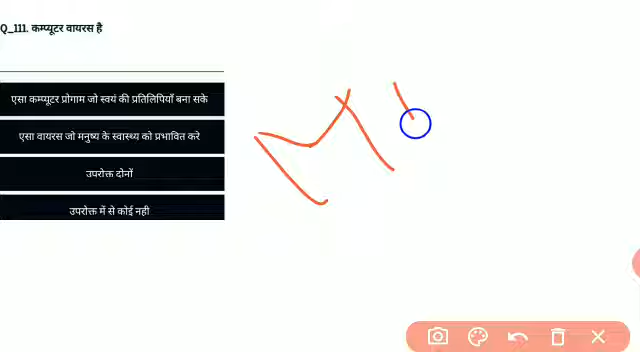 Q_111. कम्प्यूटर वायरस है
एसा कम्प्यूटर प्रोगाम जो स्वयं की प्रतिलिपियाँ बना सके
एसा वायरस जो मनुष्य के स्वास्थ्य को प्रभावित करे
उपरोक्त दोनों
उपरोक्त में से कोई नही